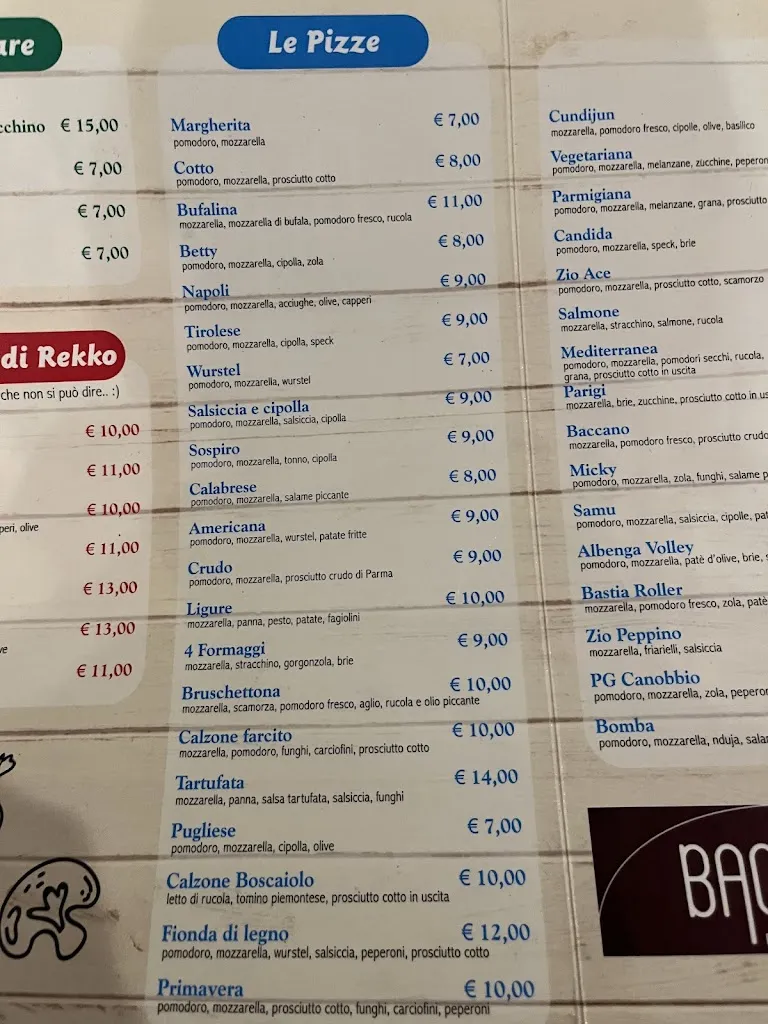 are
cchino € 15,00
€ 7,00
€ 7,00
€ 7,00
di Rekko
che non si può dire.. :)
€ 10,00
€ 11,00
€ 10,00
peri, olive
€ 11,00
€ 13,00
€ 13,00
ve
€ 11,00
Le Pizze
Margherita € 7,00
pomodoro, mozzarella
Cotto € 8,00
pomodoro, mozzarella, prosciutto cotto
Bufalina € 11,00
mozzarella, mozzarella di bufala, pomodoro fresco, rucola
Betty € 8,00
pomodoro, mozzarella, cipolla, zola
Napoli € 9,00
pomodoro, mozzarella, acciughe, olive, capperi
Tirolese € 9,00
pomodoro, mozzarella, cipolla, speck
Wurstel € 7,00
pomodoro, mozzarella, wurstel
Salsiccia e cipolla € 9,00
pomodoro, mozzarella, salsiccia, cipolla
Sospiro € 9,00
pomodoro, mozzarella, tonno, cipolla
Calabrese € 8,00
pomodoro, mozzarella, salame piccante
Americana € 9,00
pomodoro, mozzarella, wurstel, patate fritte
Crudo € 9,00
pomodoro, mozzarella, prosciutto crudo di Parma
Ligure € 10,00
mozzarella, panna, pesto, patate, fagiolini
4 Formaggi € 9,00
mozzarella, stracchino, gorgonzola, brie
Bruschettona € 10,00
mozzarella, scamorza, pomodoro fresco, aglio, rucola e olio piccante
Calzone farcito € 10,00
mozzarella, pomodoro, funghi, carciofini, prosciutto cotto
Tartufata € 14,00
mozzarella, panna, salsa tartufata, salsiccia, funghi
Pugliese € 7,00
pomodoro, mozzarella, cipolla, olive
Calzone Boscaiolo € 10,00
letto di rucola, tomino piemontese, prosciutto cotto in uscita
Fionda di legno € 12,00
pomodoro, mozzarella, wurstel, salsiccia, peperoni, prosciutto cotto
Primavera € 10,00
pomodoro, mozzarella, prosciutto cotto, funghi, carciofini, peperoni
Cundijun
mozzarella, pomodoro fresco, cipolle, olive, basilico
Vegetariana
pomodoro, mozzarella, melanzane, zucchine, peperon
Parmigiana
pomodoro, mozzarella, melanzane, grana, prosciutto
Candida
pomodoro, mozzarella, speck, brie
Zio Ace
pomodoro, mozzarella, prosciutto cotto, scamorzo
Salmone
mozzarella, stracchino, salmone, rucola
Mediterranea
pomodoro, mozzarella, pomodori secchi, rucola,
grana, prosciutto cotto in uscita
Parigi
mozzarella, brie, zucchine, prosciutto cotto in us
Baccano
mozzarella, pomodoro fresco, prosciutto crudo
Micky
pomodoro, mozzarella, zola, funghi, salame p
Samu
pomodoro, mozzarella, salsiccia, cipolle, pat
Albenga Volley
pomodoro, mozzarella, patè d'olive, brie, s
Bastia Roller
mozzarella, pomodoro fresco, zola, patè
Zio Peppino
mozzarella, friarielli, salsiccia
PG Canobbio
pomodoro, mozzarella, zola, peperon
Bomba
pomodoro, mozzarella, nduja, salar
BAC